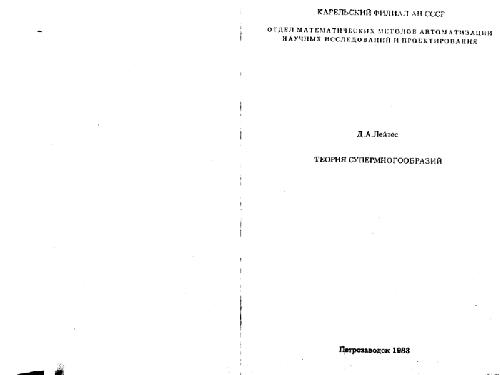 КАРЕЛЬСКИЙ ФИЛИАЛ АН СССР
ОТДЕЛ МАТЕМАТИЧЕСКИХ МЕТОДОВ АВТОМАТИЗАЦИИ
НАУЧНЫХ ИССЛЕДОВАНИЙ И ПРОЕКТИРОВАНИЯ
Д.А.Лейтес
ТЕОРИЯ СУПЕРМНОГООБРАЗИЙ
Петрозаводск 1983